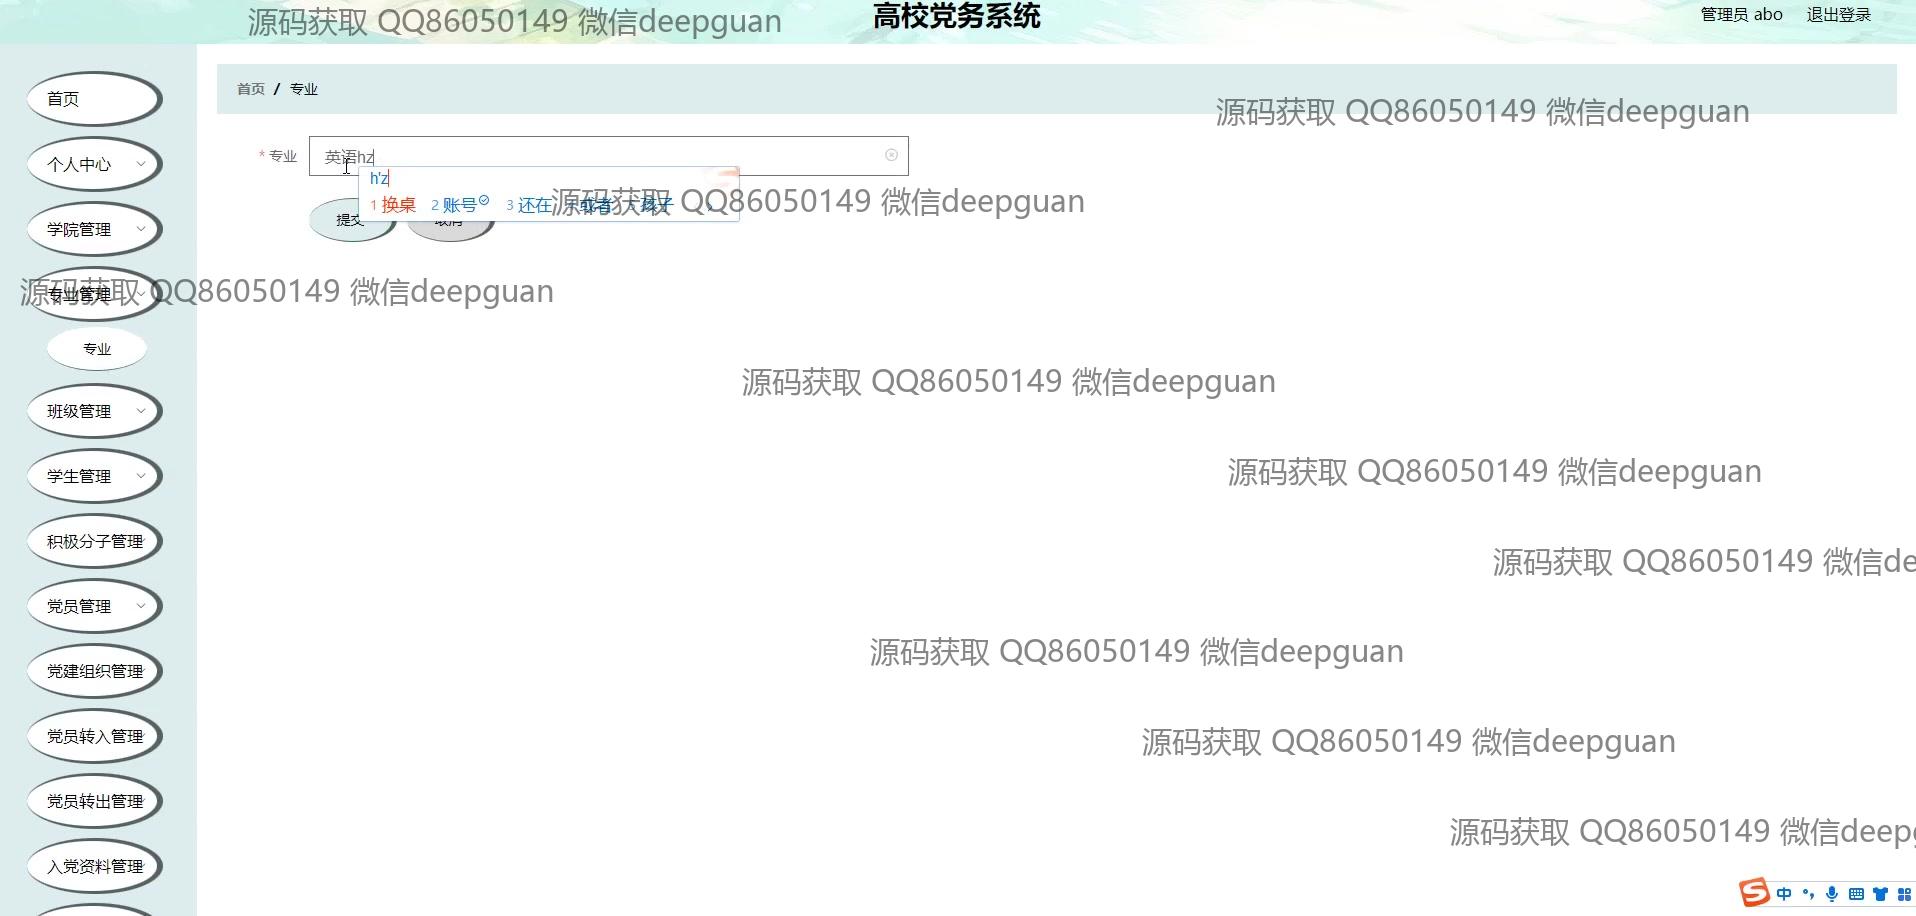 源码获取 QQ86050149 微信deepguan
高校党务系统
管理员 abo 退出登录
首页
首页 / 专业
源码获取 QQ86050149 微信deepguan
个人中心
* 专业 英语hz
h'z
1 换桌 2 账号 3 还在 或者 孩子
源码获取 QQ86050149 微信deepguan
提交 取消
学院管理
专业管理
源码获取 QQ86050149 微信deepguan
专业
源码获取 QQ86050149 微信deepguan
班级管理
学生管理
源码获取 QQ86050149 微信deepguan
积极分子管理
源码获取 QQ86050149 微信de
党员管理
党建组织管理
源码获取 QQ86050149 微信deepguan
党员转入管理
源码获取 QQ86050149 微信deepguan
党员转出管理
源码获取 QQ86050149 微信deepg
入党资料管理
中